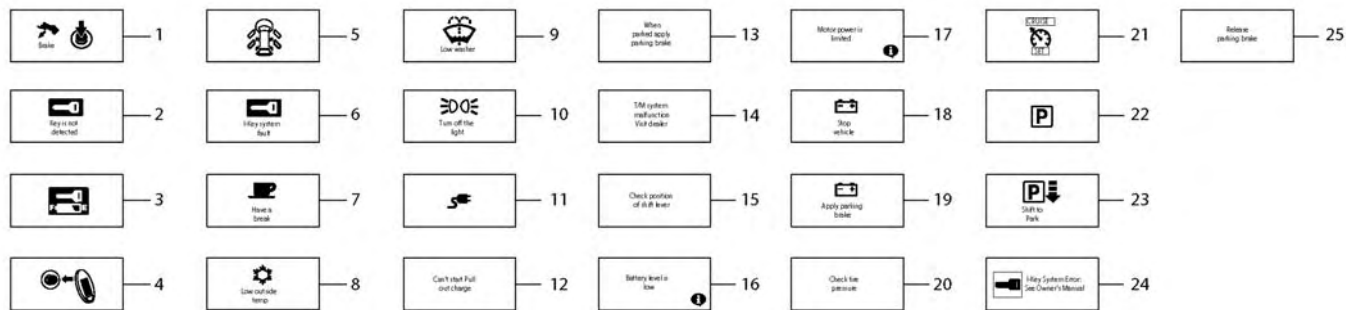 Brake
1
5
Low washer
9
When
parked apply
parking brake
13
Motor power is
limited
17
CRUISE
SET
21
Release
parking brake
25
Key is not
detected
2
I-Key system
fault
6
Turn off the
light
10
T/M system
malfunction
Visit dealer
14
Stop
vehicle
18
P
22
F E
3
Have a
break
7
11
Check position
of shift lever
15
Apply parking
brake
19
P
Shift to
Park
23
4
Low outside
temp
8
Can't start Pull
out charge
12
Battery level is
low
16
Check tire
pressure
20
I-Key System Error:
See Owner's Manual
24